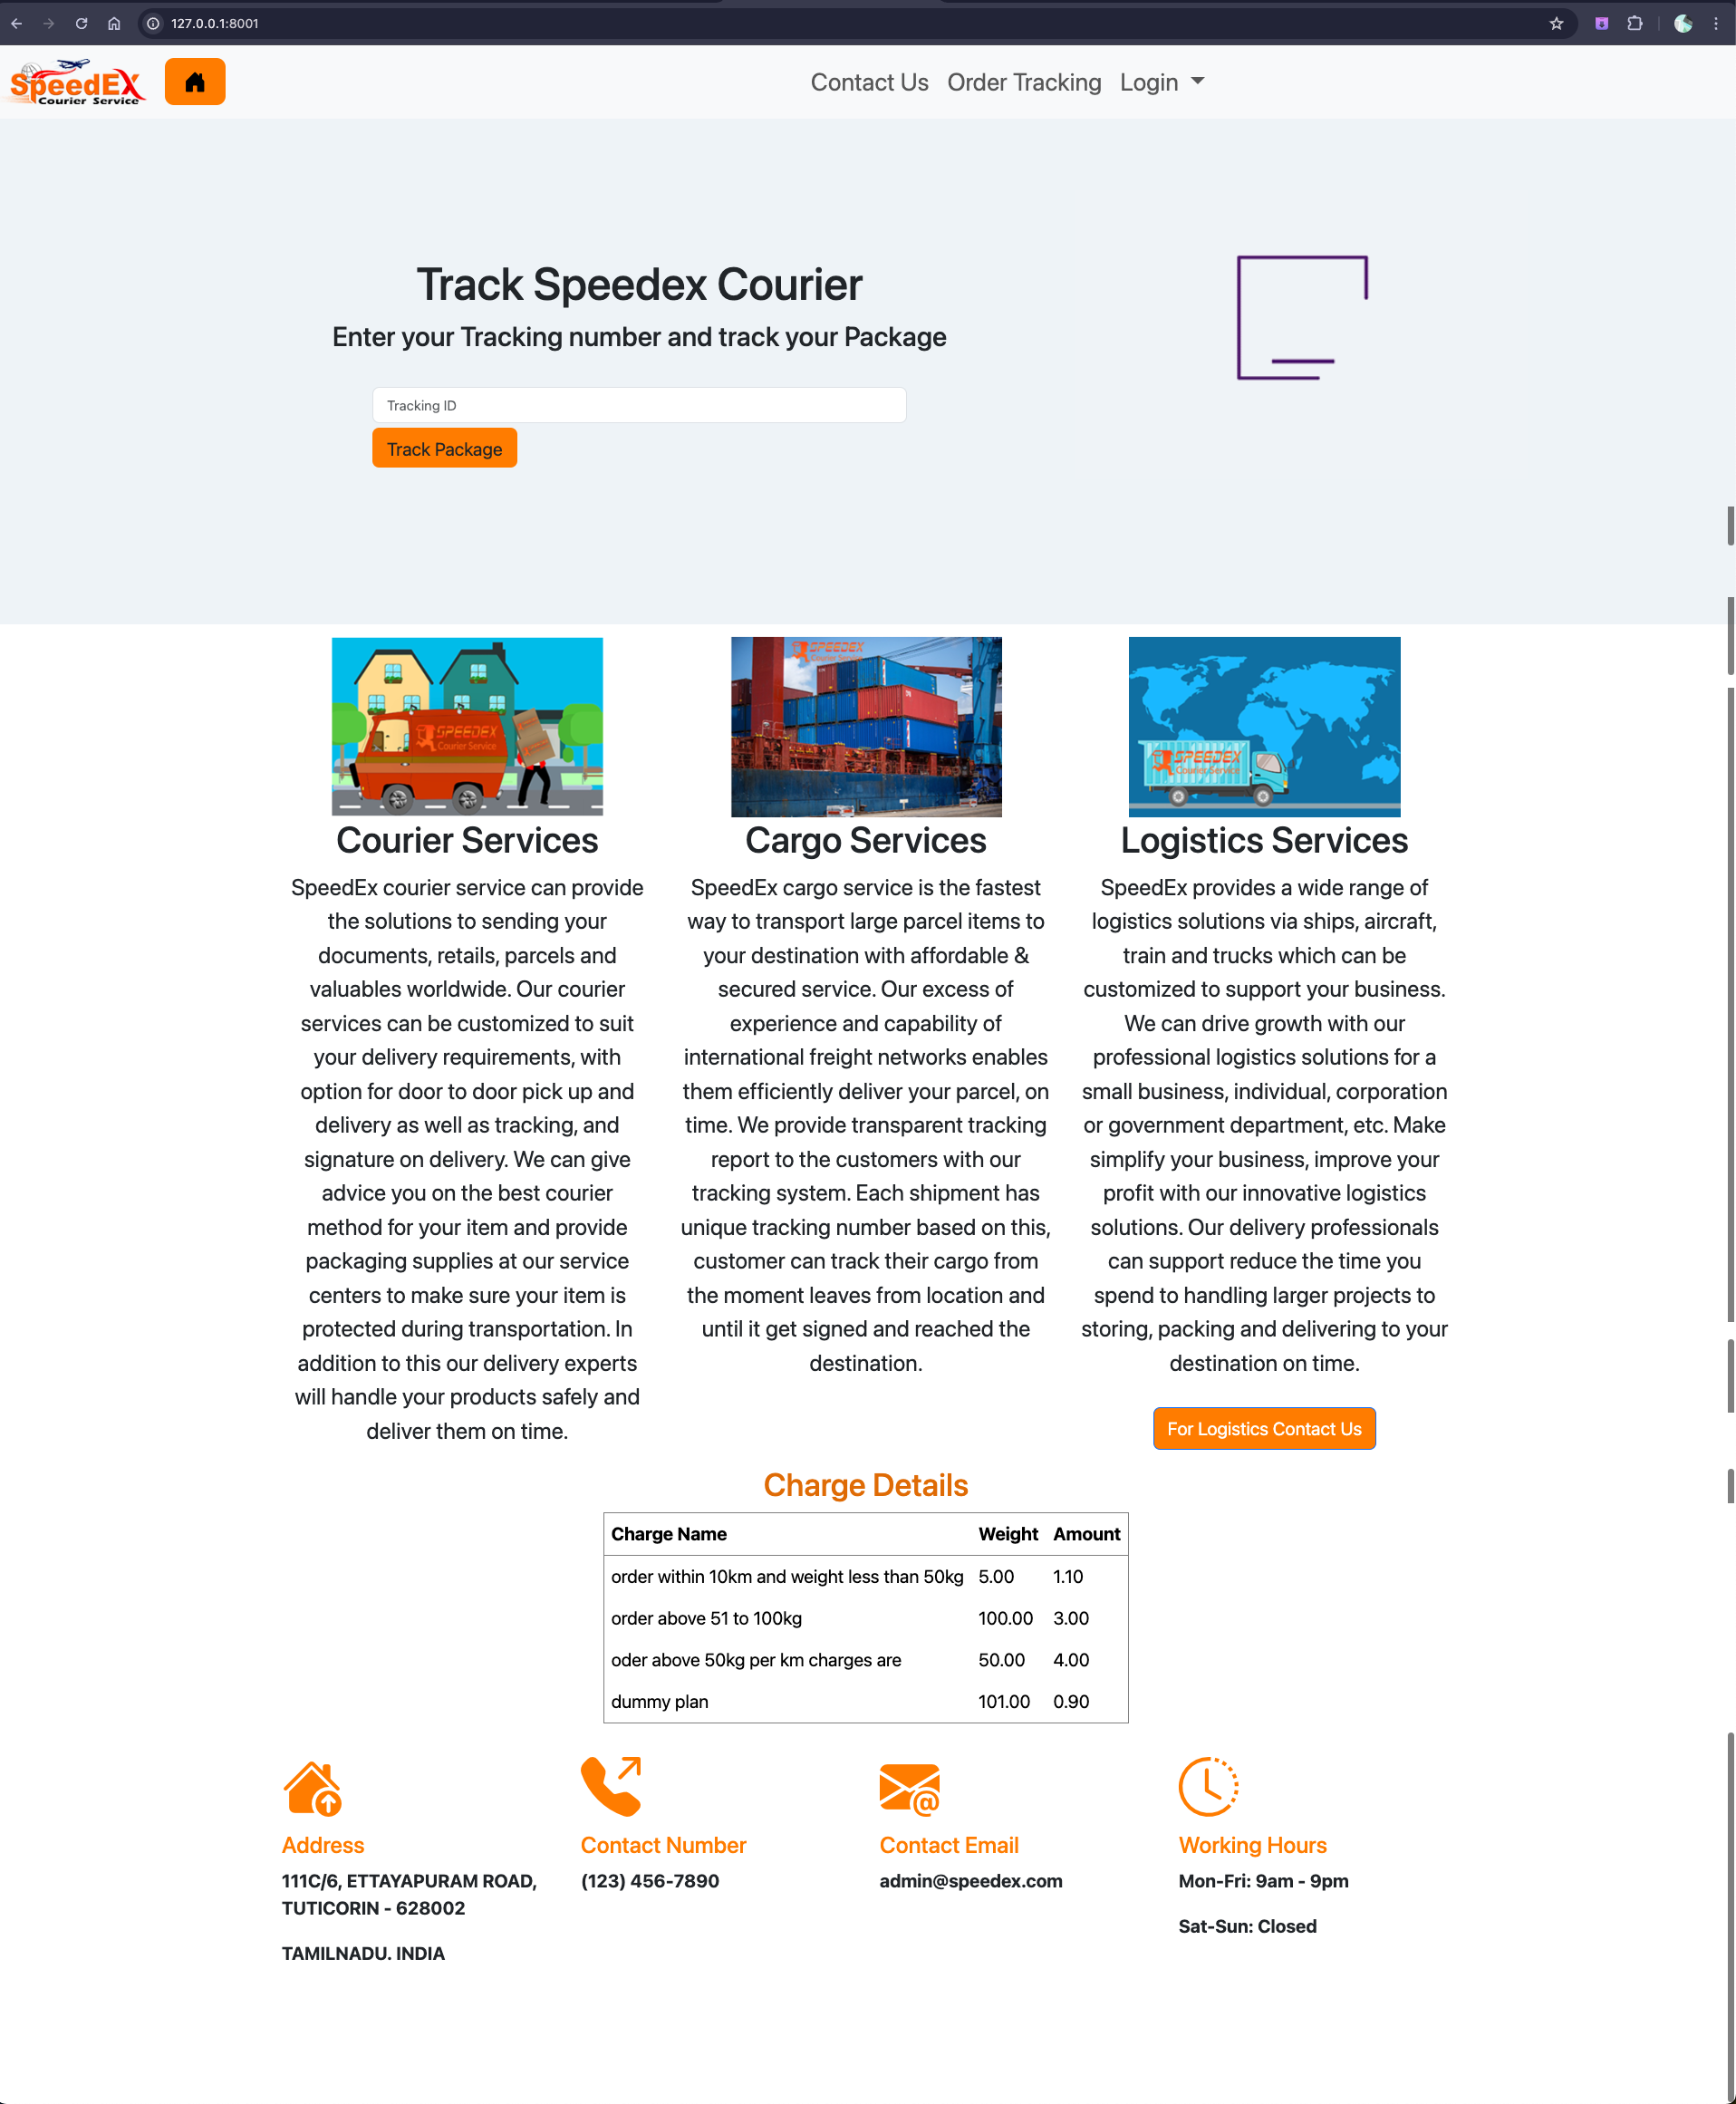 127.0.0.1:8001
SpeedEX
Courier Service
Contact Us Order Tracking Login
Track Speedex Courier
Enter your Tracking number and track your Package
Tracking ID
Track Package
SPEEDEX
Courier Service
SPEEDEX
Courier Service
SPEEDEX
Courier Service
Courier Services
SpeedEx courier service can provide
the solutions to sending your
documents, retails, parcels and
valuables worldwide. Our courier
services can be customized to suit
your delivery requirements, with
option for door to door pick up and
delivery as well as tracking, and
signature on delivery. We can give
advice you on the best courier
method for your item and provide
packaging supplies at our service
centers to make sure your item is
protected during transportation. In
addition to this our delivery experts
will handle your products safely and
deliver them on time.
Cargo Services
SpeedEx cargo service is the fastest
way to transport large parcel items to
your destination with affordable &
secured service. Our excess of
experience and capability of
international freight networks enables
them efficiently deliver your parcel, on
time. We provide transparent tracking
report to the customers with our
tracking system. Each shipment has
unique tracking number based on this,
customer can track their cargo from
the moment leaves from location and
until it get signed and reached the
destination.
Logistics Services
SpeedEx provides a wide range of
logistics solutions via ships, aircraft,
train and trucks which can be
customized to support your business.
We can drive growth with our
professional logistics solutions for a
small business, individual, corporation
or government department, etc. Make
simplify your business, improve your
profit with our innovative logistics
solutions. Our delivery professionals
can support reduce the time you
spend to handling larger projects to
storing, packing and delivering to your
destination on time.
For Logistics Contact Us
Charge Details
Charge Name Weight Amount
order within 10km and weight less than 50kg 5.00 1.10
order above 51 to 100kg 100.00 3.00
oder above 50kg per km charges are 50.00 4.00
dummy plan 101.00 0.90
Address
111C/6, ETTAYAPURAM ROAD,
TUTICORIN - 628002
TAMILNADU. INDIA
Contact Number
(123) 456-7890
Contact Email
admin@speedex.com
Working Hours
Mon-Fri: 9am - 9pm
Sat-Sun: Closed